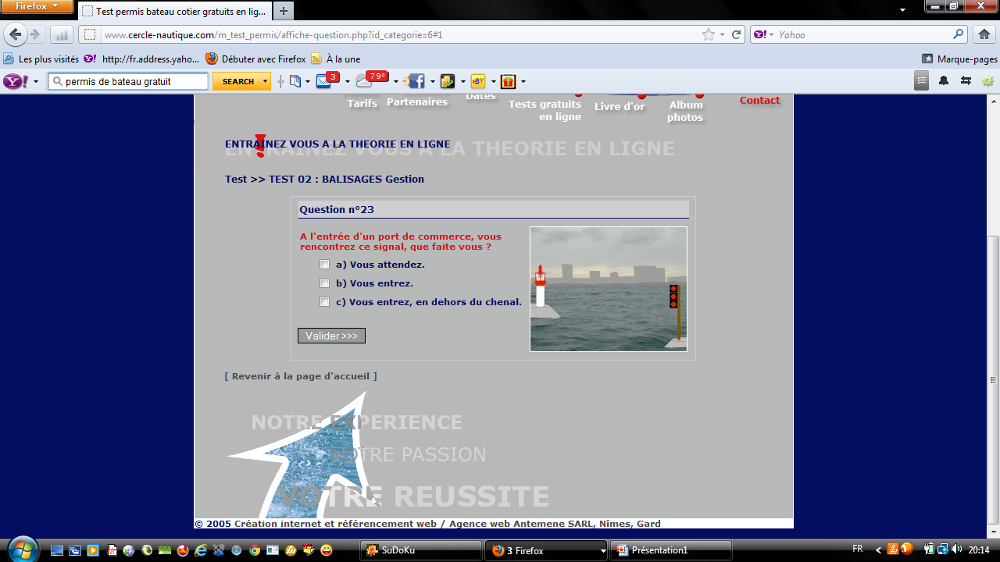 Firefox
Test permis bateau cotier gratuits en lig...
www.cercle-nautique.com/m_test_permis/affiche-question.php?id_categorie=6#1
Yahoo
Les plus visités
http://fr.address.yaho...
Débuter avec Firefox
À la une
Marque-pages
permis de bateau gratuit
SEARCH
3
79°
Tarifs
Partenaires
Dates
Tests gratuits
en ligne
Livre d'or
Album
photos
Contact
ENTRAINEZ VOUS A LA THEORIE EN LIGNE
ENTRAINEZ VOUS A LA THEORIE EN LIGNE
Test >> TEST 02 : BALISAGES Gestion
Question n°23
A l'entrée d'un port de commerce, vous
rencontrez ce signal, que faite vous ?
a) Vous attendez.
b) Vous entrez.
c) Vous entrez, en dehors du chenal.
Valider >>>
[ Revenir à la page d'accueil ]
NOTRE EXPERIENCE
NOTRE PASSION
VOTRE REUSSITE
© 2005 Création internet et référencement web / Agence web Antemene SARL, Nîmes, Gard
SuDoKu
3 Firefox
Présentation1
FR
20:14